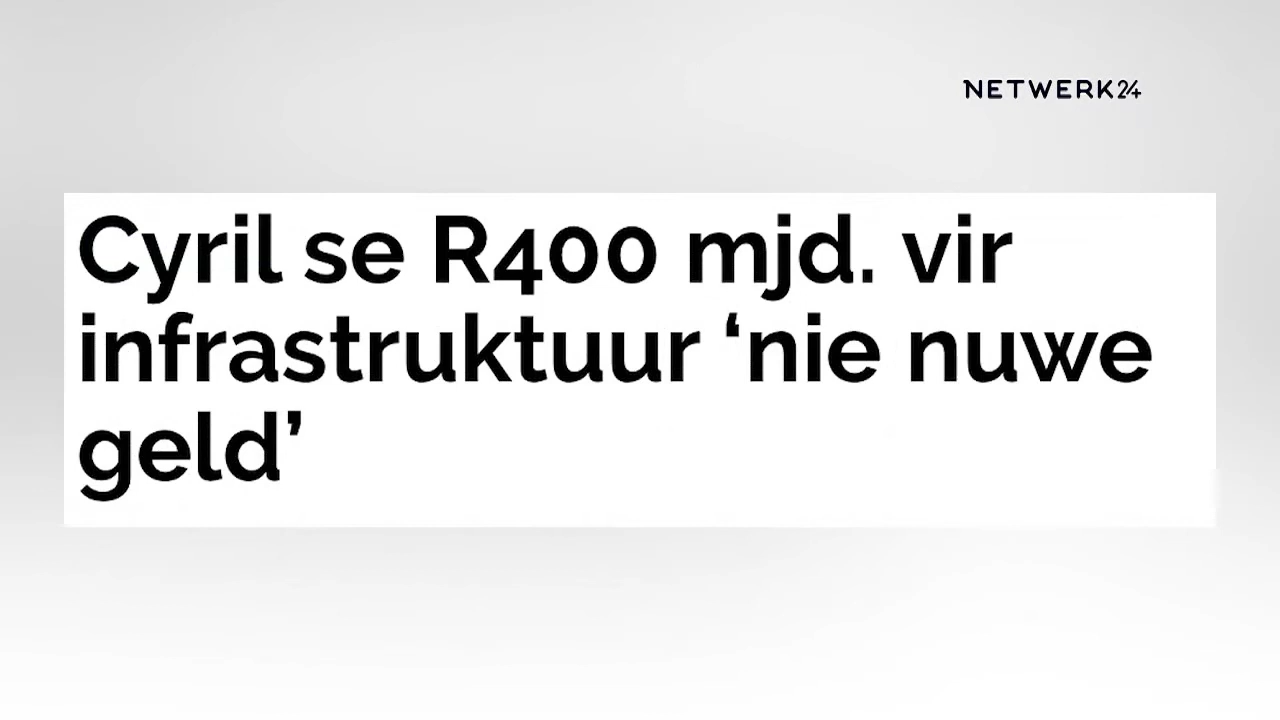 NETWERK24
Cyril se R400 mjd. vir
infrastruktuur ‘nie nuwe
geld’